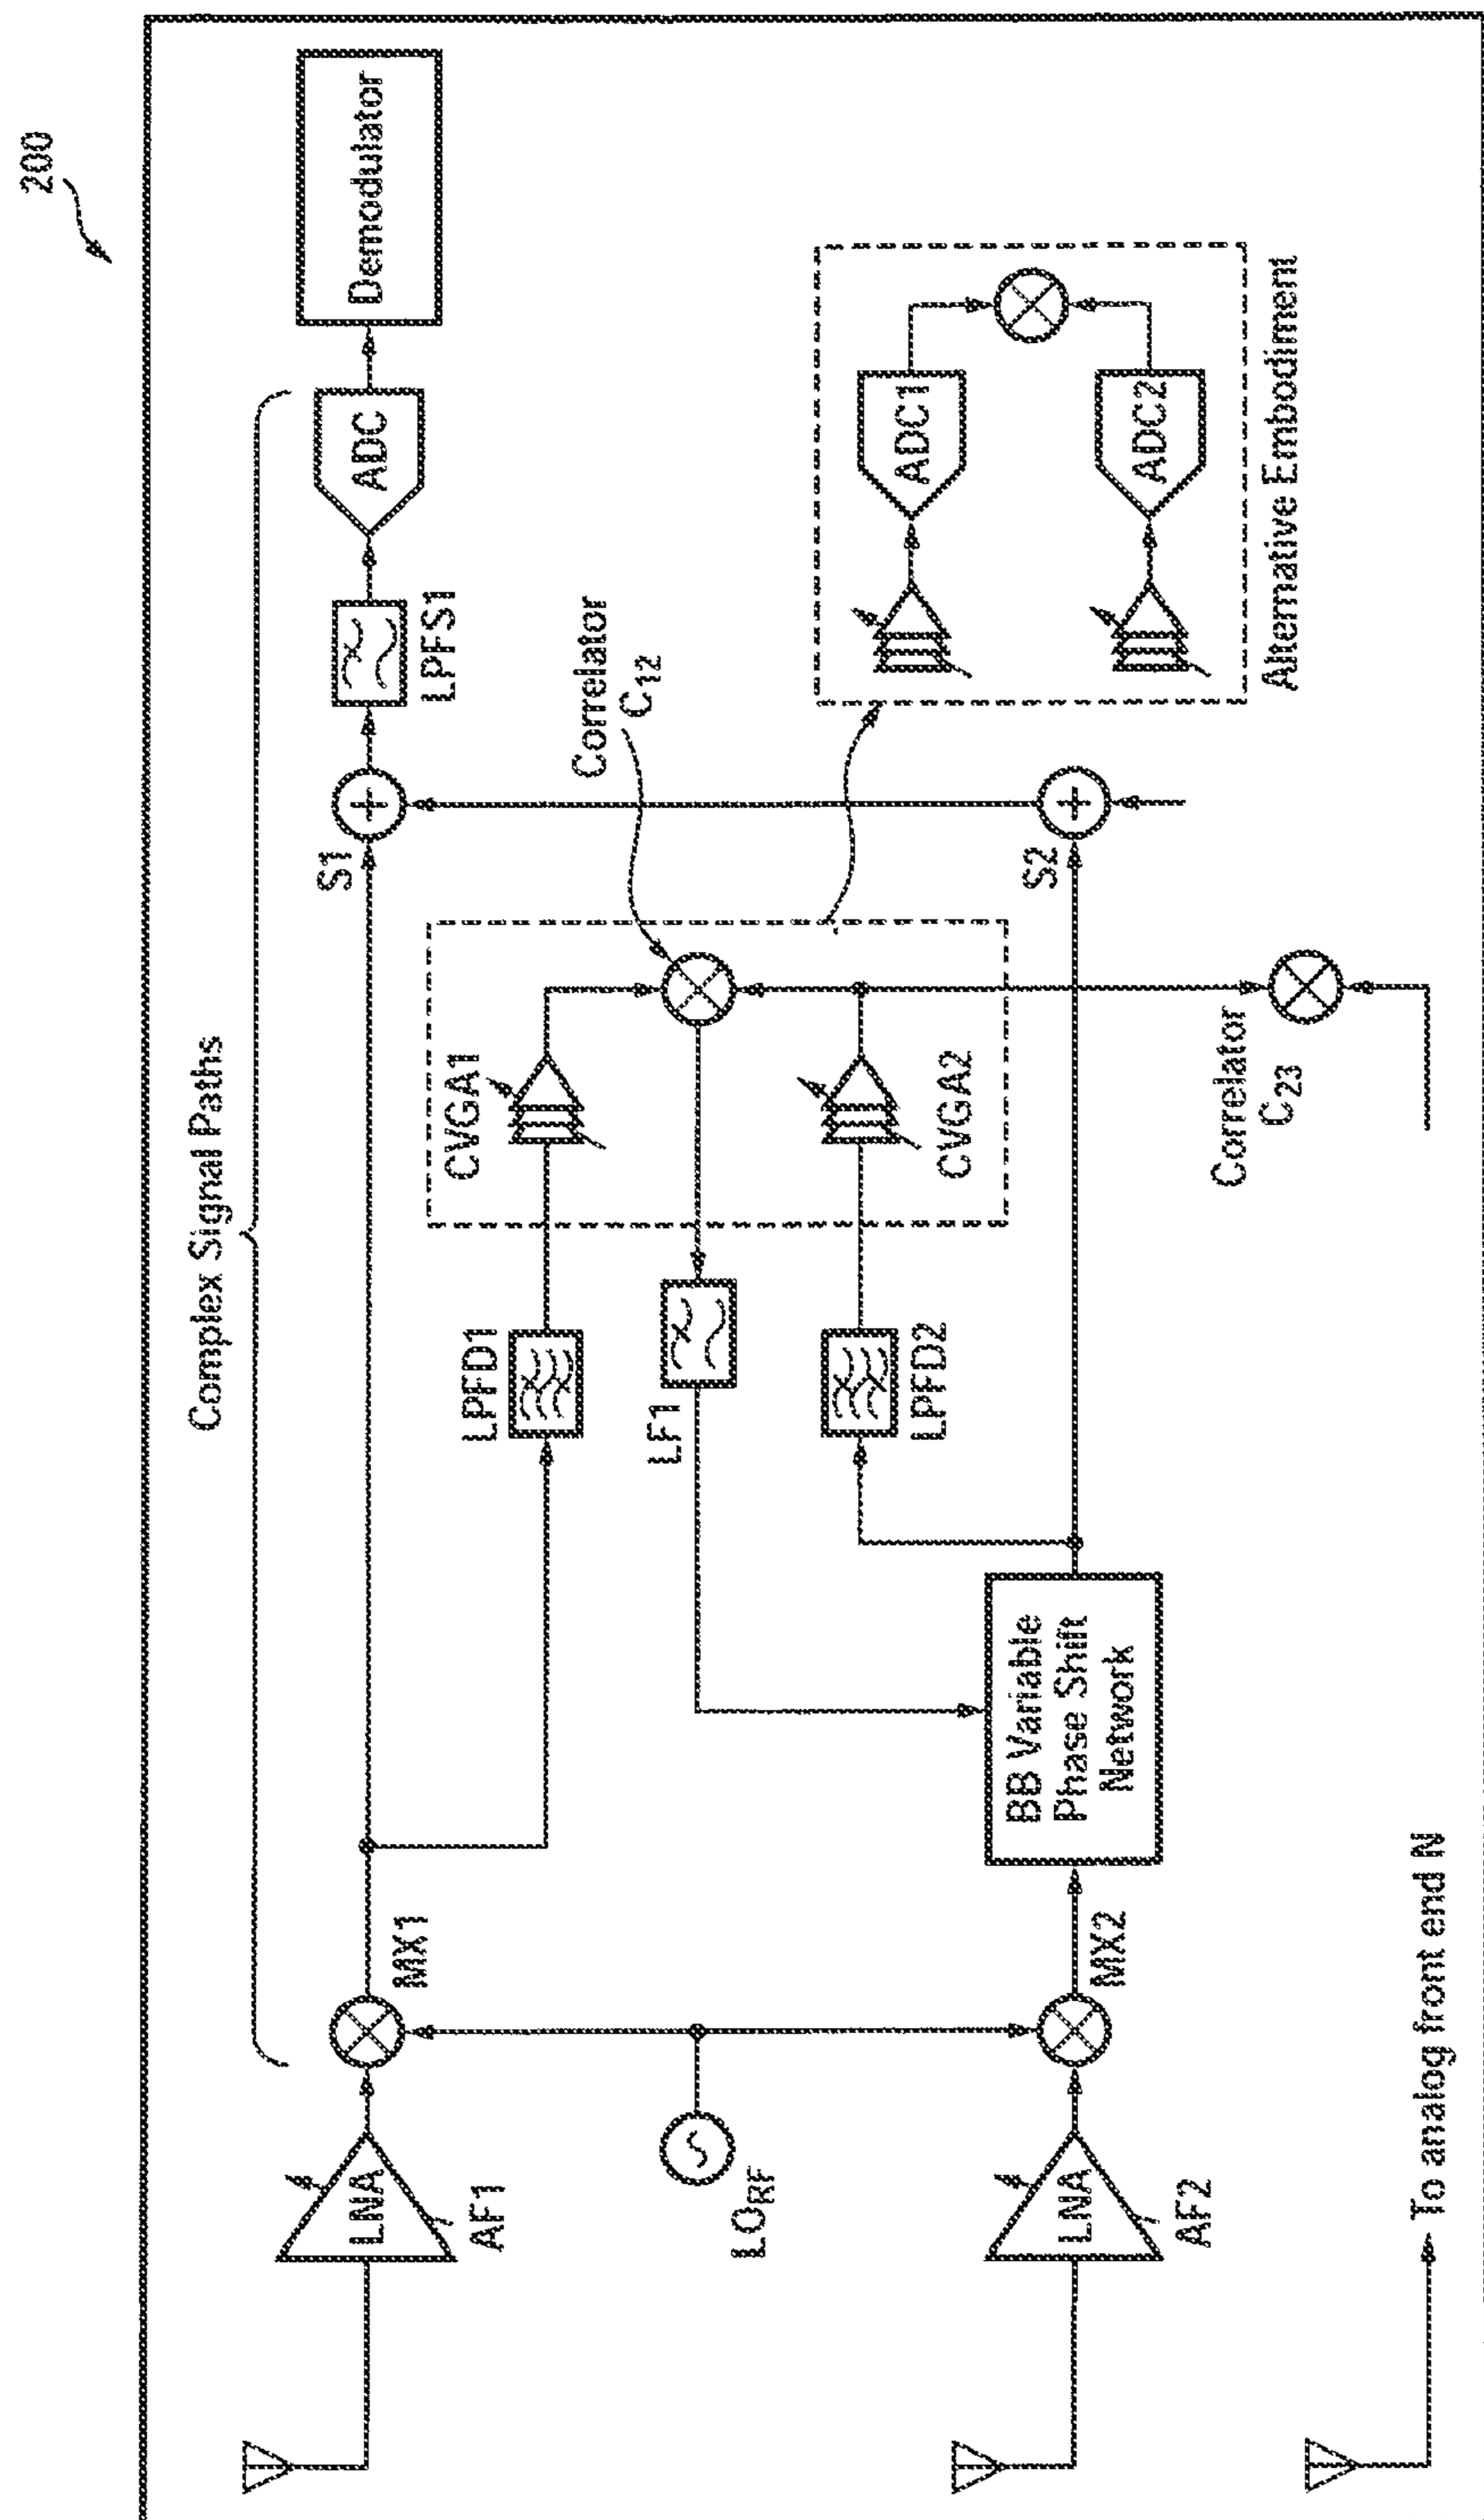 200
Complex Signal Paths
LNA
AF1
MX1
S1
LPFS1
ADC
Demodulator
LPFD1
CVGA1
Correlator
C12
LORF
LF1
LPFD2
CVGA2
ADC1
ADC2
Alternative Embodiment
LNA
AF2
MX2
BB Variable
Phase Shift
Network
S2
Correlator
C23
To analog front end N